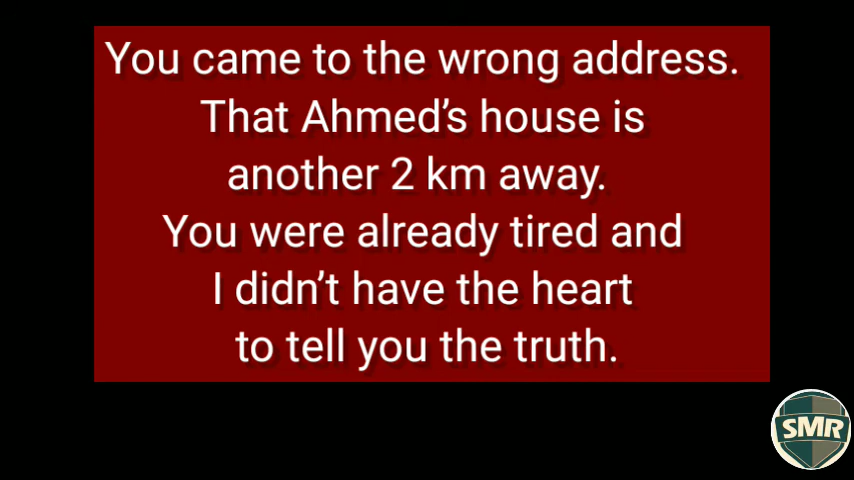 You came to the wrong address.
That Ahmed’s house is
another 2 km away.
You were already tired and
I didn’t have the heart
to tell you the truth.
SMR